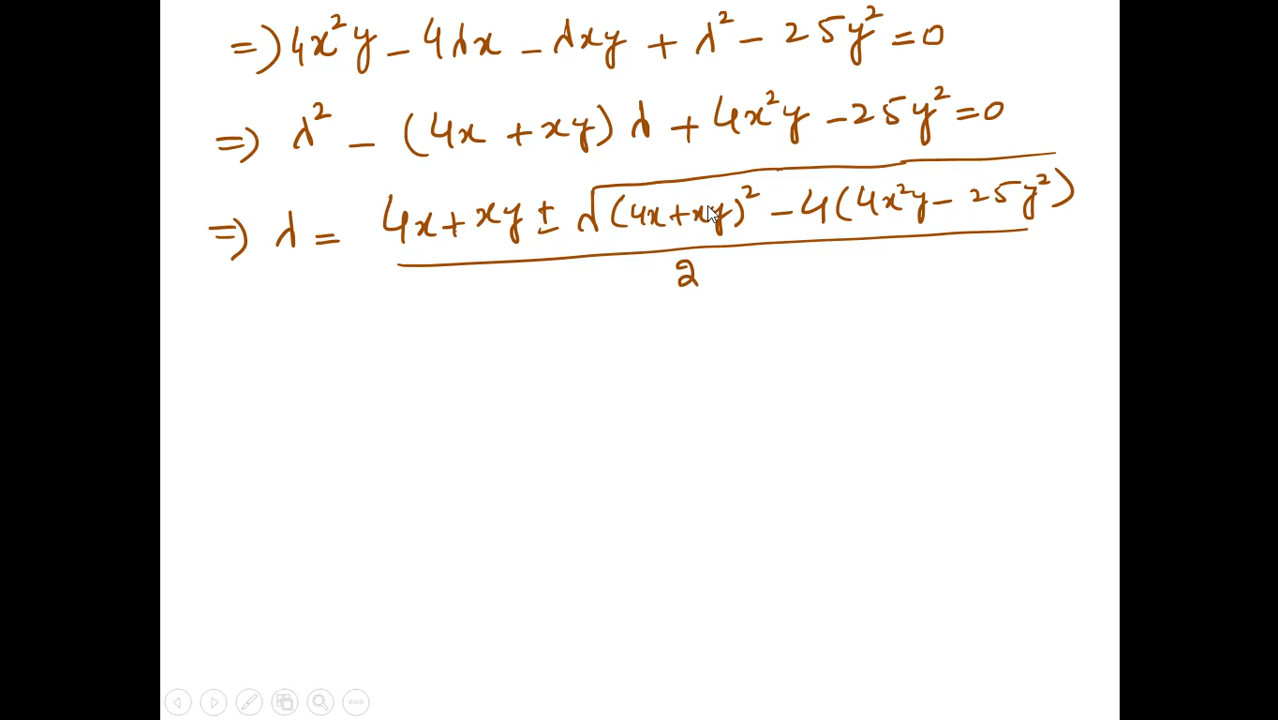 =) 4x²y - 4λx - λxy + λ² - 25y² = 0
=) λ² - (4x + xy) λ + 4x²y - 25y² = 0
=) λ = 4x + xy ± √(4x+xy)² - 4(4x²y - 25y²)
2